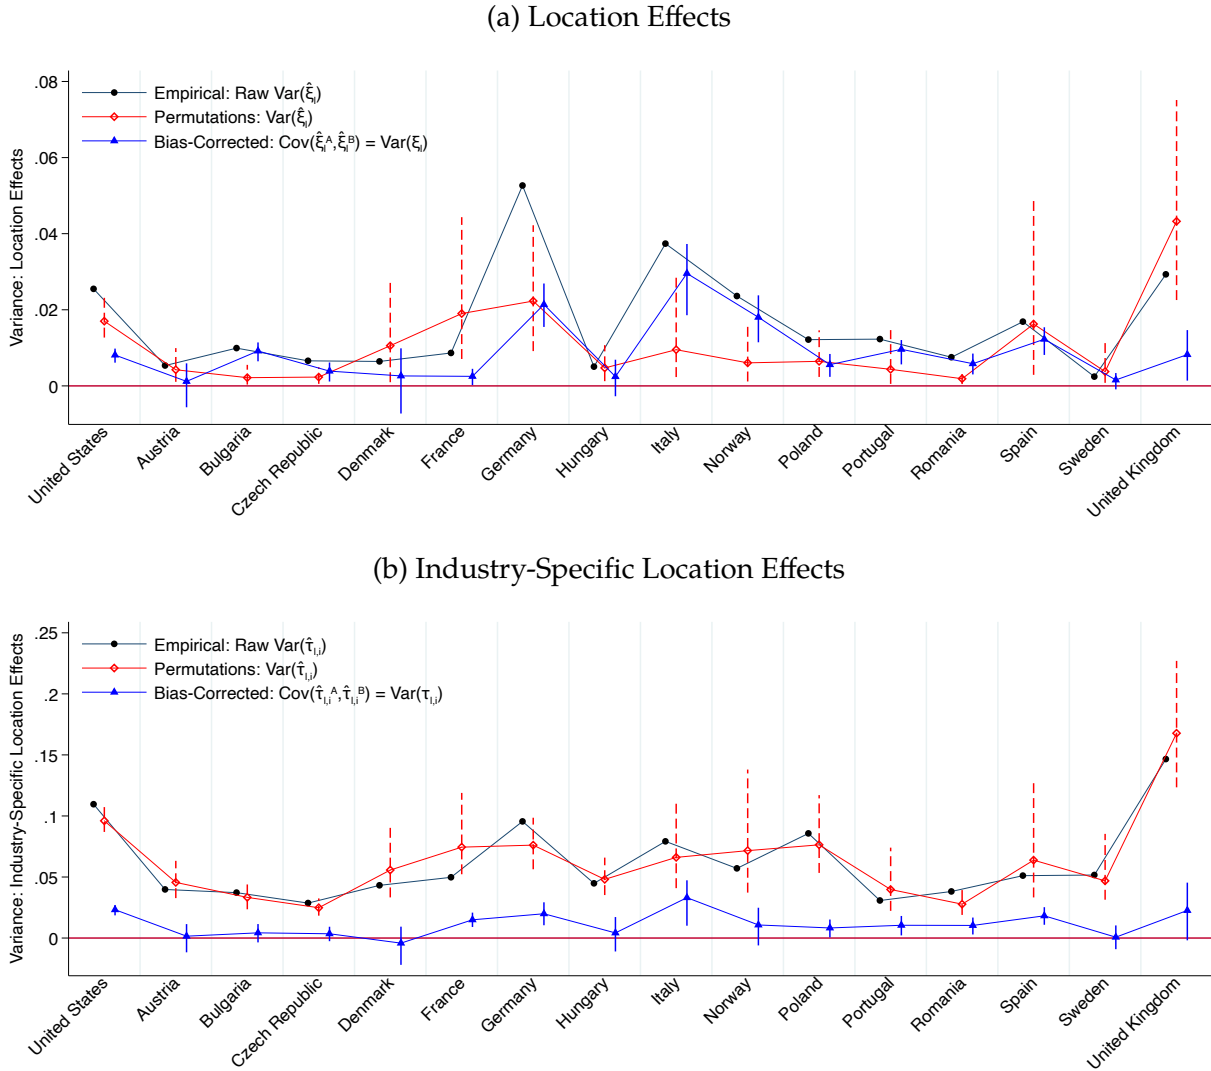 (a) Location Effects
Variance: Location Effects
.08
.06
.04
.02
0
Empirical: Raw Var(ξ̂ₗ)
Permutations: Var(ξ̂ₗ)
Bias-Corrected: Cov(ξ̂ₗᴬ,ξ̂ₗᴮ) = Var(ξₗ)
United States
Austria
Bulgaria
Czech Republic
Denmark
France
Germany
Hungary
Italy
Norway
Poland
Portugal
Romania
Spain
Sweden
United Kingdom
(b) Industry-Specific Location Effects
Variance: Industry-Specific Location Effects
.25
.2
.15
.1
.05
0
Empirical: Raw Var(τ̂ₗ,ᵢ)
Permutations: Var(τ̂ₗ,ᵢ)
Bias-Corrected: Cov(τ̂ₗ,ᵢᴬ,τ̂ₗ,ᵢᴮ) = Var(τₗ,ᵢ)
United States
Austria
Bulgaria
Czech Republic
Denmark
France
Germany
Hungary
Italy
Norway
Poland
Portugal
Romania
Spain
Sweden
United Kingdom